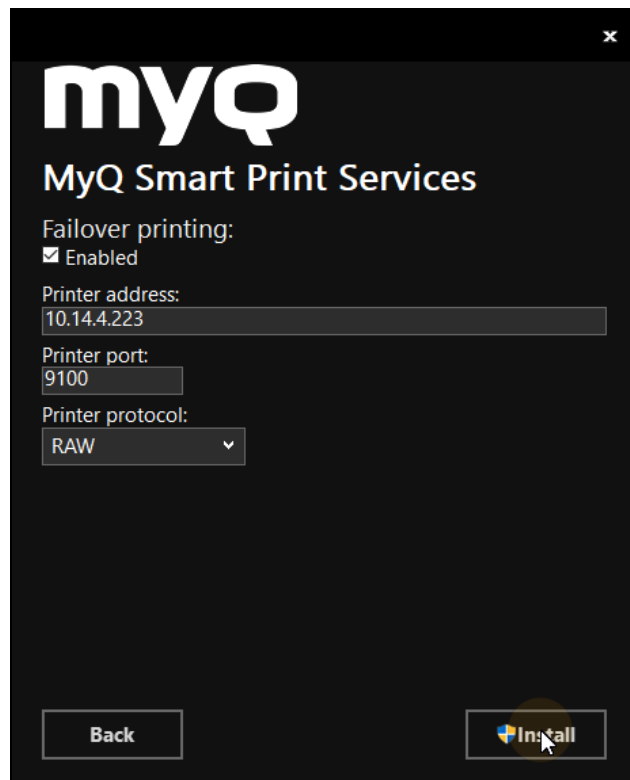 x
myQ
MyQ Smart Print Services
Failover printing:
Enabled
Printer address:
10.14.4.223
Printer port:
9100
Printer protocol:
RAW
Back
Install